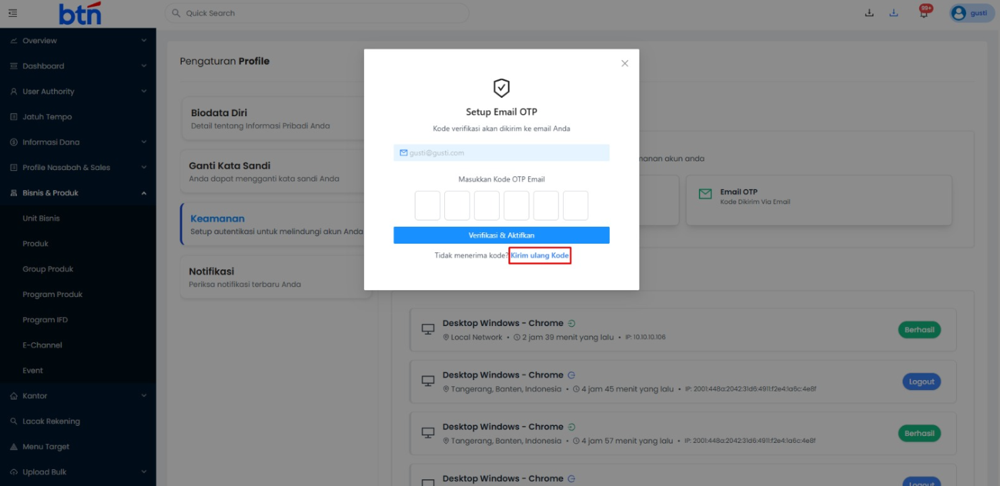 btn
Quick Search
99+
gusti
Overview
Dashboard
User Authority
Jatuh Tempo
Informasi Dana
Profile Nasabah & Sales
Bisnis & Produk
Unit Bisnis
Produk
Group Produk
Program Produk
Program IFD
E-Channel
Event
Kantor
Lacak Rekening
Menu Target
Upload Bulk
Pengaturan Profile
Biodata Diri
Detail tentang Informasi Pribadi Anda
Ganti Kata Sandi
Anda dapat mengganti kata sandi Anda
Keamanan
Setup autentikasi untuk melindungi akun Anda
Notifikasi
Periksa notifikasi terbaru Anda
Setup Email OTP
Kode verifikasi akan dikirim ke email Anda
gusti@gusti.com
Masukkan Kode OTP Email
Verifikasi & Aktifkan
Tidak menerima kode? Kirim ulang Kode
akun anda
Email OTP
Kode Dikirim Via Email
Desktop Windows - Chrome
Local Network • 2 jam 39 menit yang lalu • IP: 10.10.10.106
Berhasil
Desktop Windows - Chrome
Tangerang, Banten, Indonesia • 4 jam 45 menit yang lalu • IP: 2001:448a:2042:31d6:4911:f2e4:1a6c:4e8f
Logout
Desktop Windows - Chrome
Tangerang, Banten, Indonesia • 4 jam 57 menit yang lalu • IP: 2001:448a:2042:31d6:4911:f2e4:1a6c:4e8f
Berhasil
Desktop Windows - Chrome
Logout